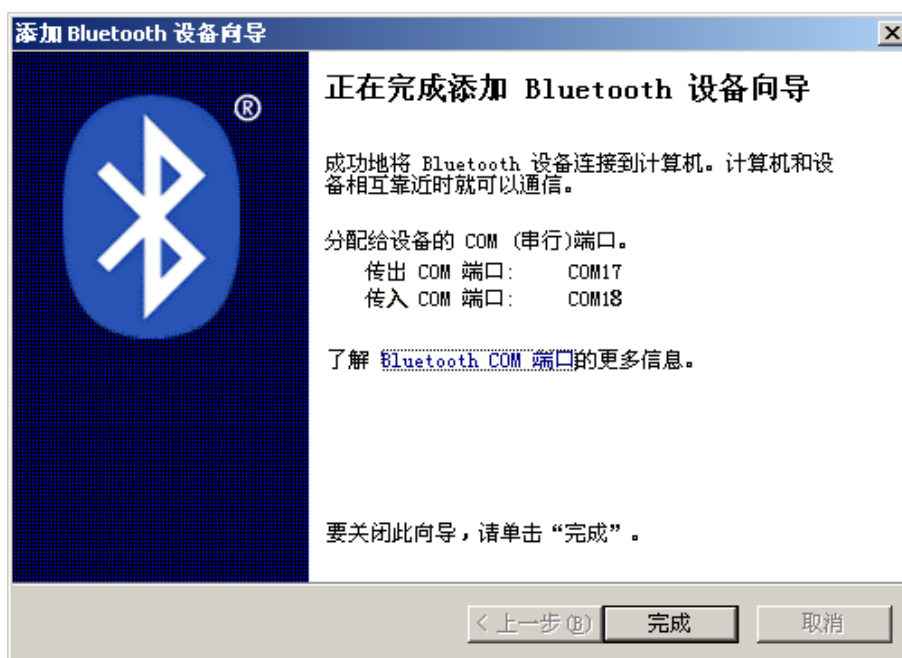 添加 Bluetooth 设备向导
®
正在完成添加 Bluetooth 设备向导
成功地将 Bluetooth 设备连接到计算机。计算机和设
备相互靠近时就可以通信。
分配给设备的 COM (串行)端口。
传出 COM 端口: COM17
传入 COM 端口: COM18
了解 Bluetooth COM 端口的更多信息。
要关闭此向导，请单击“完成”。
< 上一步(B) 完成 取消